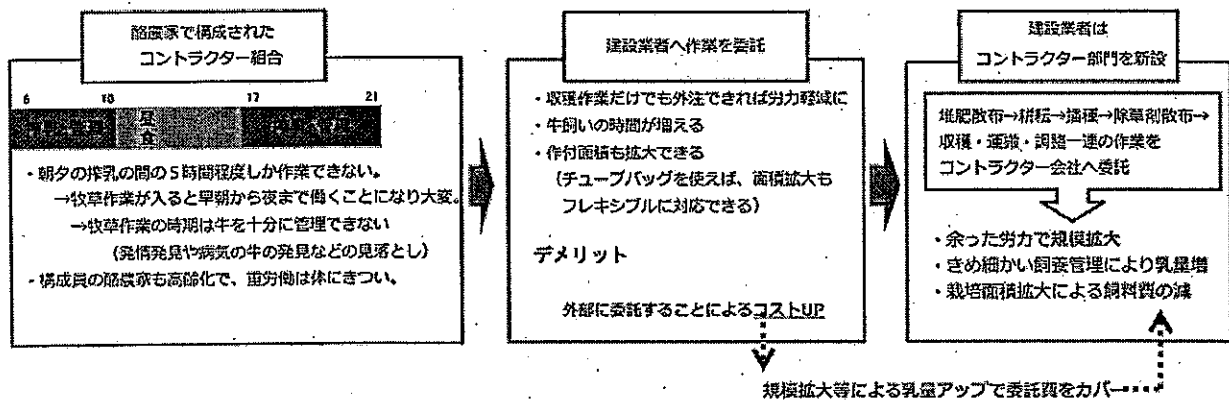 酪農家で構成された
コントラクター組合
6 10 17 21
昼食
・朝夕の搾乳の間の5時間程度しか作業できない。
→牧草作業が入ると早朝から夜まで働くことになり大変。
→牧草作業の時期は牛を十分に管理できない
(発情発見や病気の牛の発見などの見落とし)
・構成員の酪農家も高齢化で、重労働は体にきつい。
建設業者へ作業を委託
・収穫作業だけでも外注できれば労力軽減に
・牛飼いの時間が増える
・作付面積も拡大できる
(チューブバッグを使えば、面積拡大も
フレキシブルに対応できる)
デメリット
外部に委託することによるコストUP
建設業者は
コントラクター部門を新設
堆肥散布→耕耘→播種→除草剤散布→
収穫・運搬・調整一連の作業を
コントラクター会社へ委託
・余った労力で規模拡大
・きめ細かい飼養管理により乳量増
・栽培面積拡大による飼料費の減
規模拡大等による乳量アップで委託費をカバー